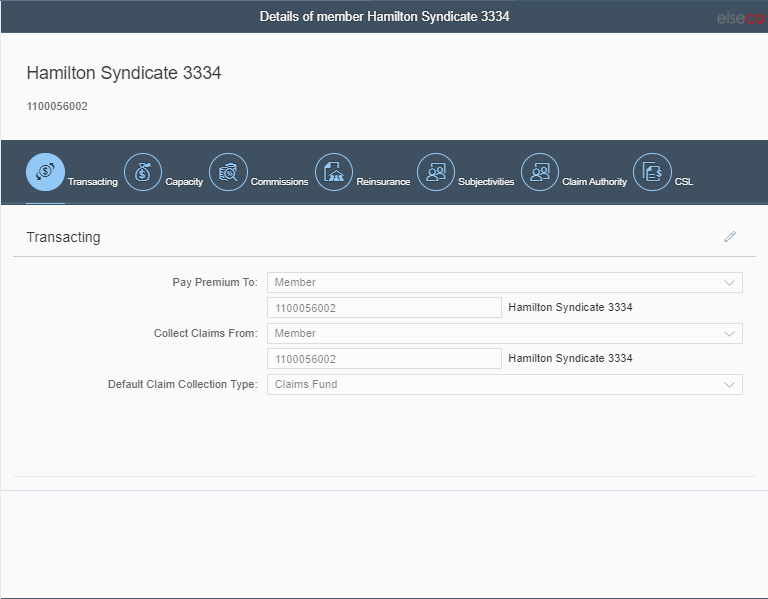 Details of member Hamilton Syndicate 3334
elseco
Hamilton Syndicate 3334
1100056002
Transacting Capacity Commissions Reinsurance Subjectivities Claim Authority CSL
Transacting
Pay Premium To: Member
1100056002 Hamilton Syndicate 3334
Collect Claims From: Member
1100056002 Hamilton Syndicate 3334
Default Claim Collection Type: Claims Fund